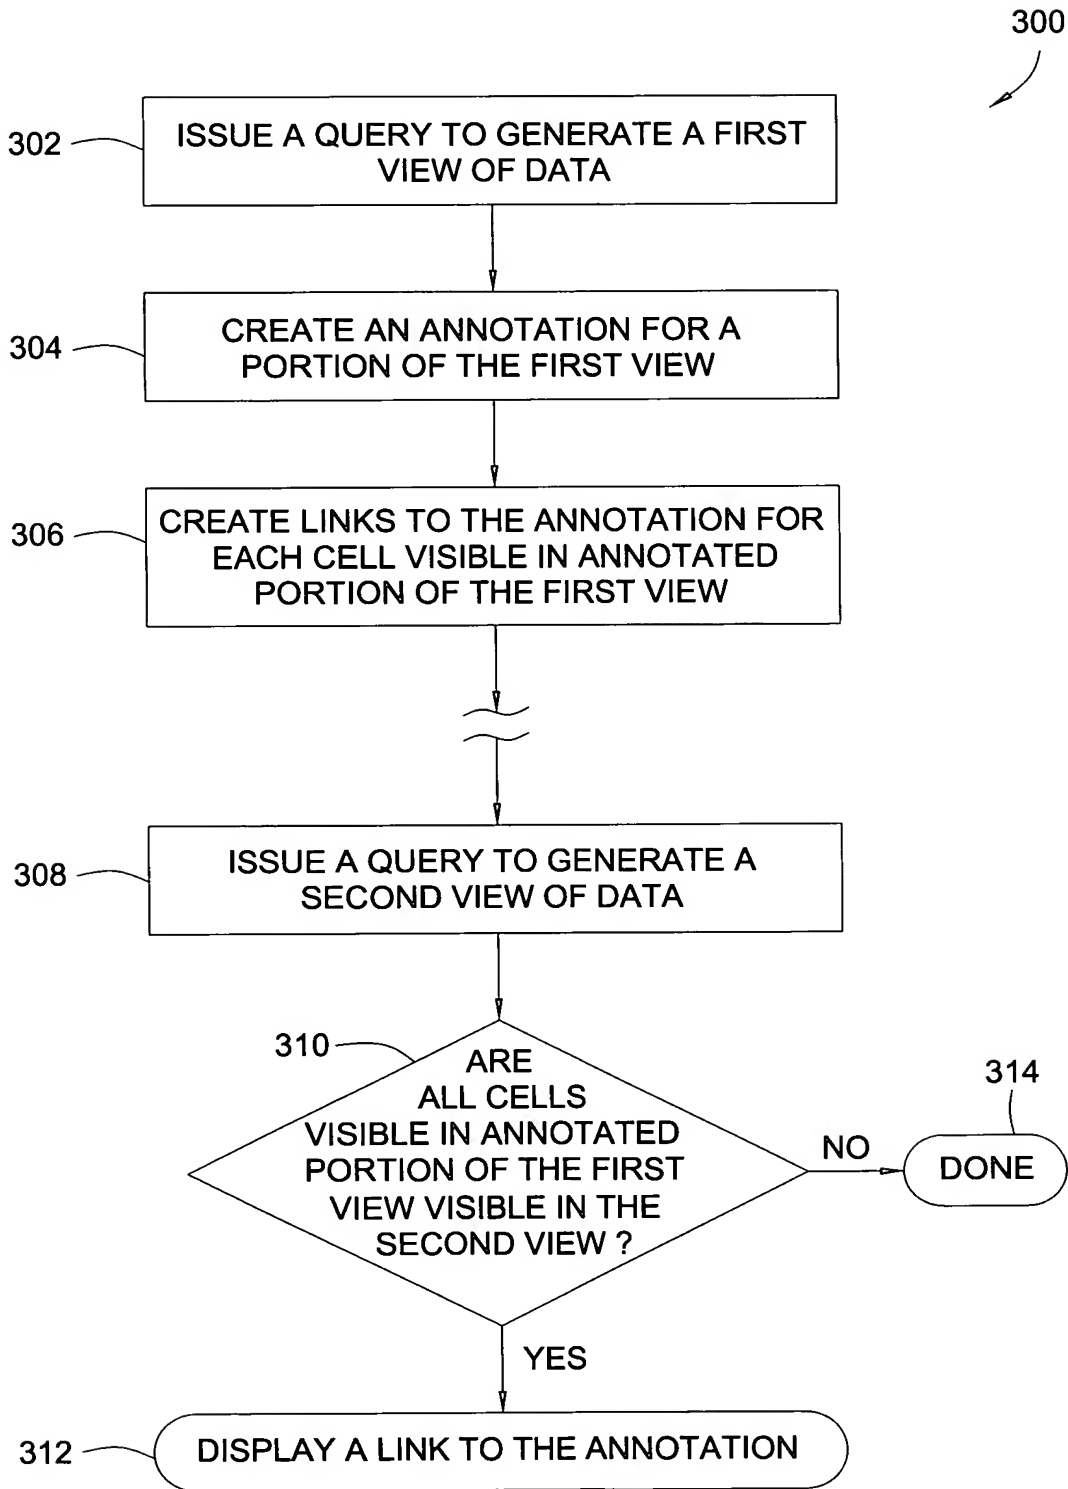 300
302
ISSUE A QUERY TO GENERATE A FIRST
VIEW OF DATA
304
CREATE AN ANNOTATION FOR A
PORTION OF THE FIRST VIEW
306
CREATE LINKS TO THE ANNOTATION FOR
EACH CELL VISIBLE IN ANNOTATED
PORTION OF THE FIRST VIEW
308
ISSUE A QUERY TO GENERATE A
SECOND VIEW OF DATA
310
ARE
ALL CELLS
VISIBLE IN ANNOTATED
PORTION OF THE FIRST
VIEW VISIBLE IN THE
SECOND VIEW ?
NO
314
DONE
YES
312
DISPLAY A LINK TO THE ANNOTATION